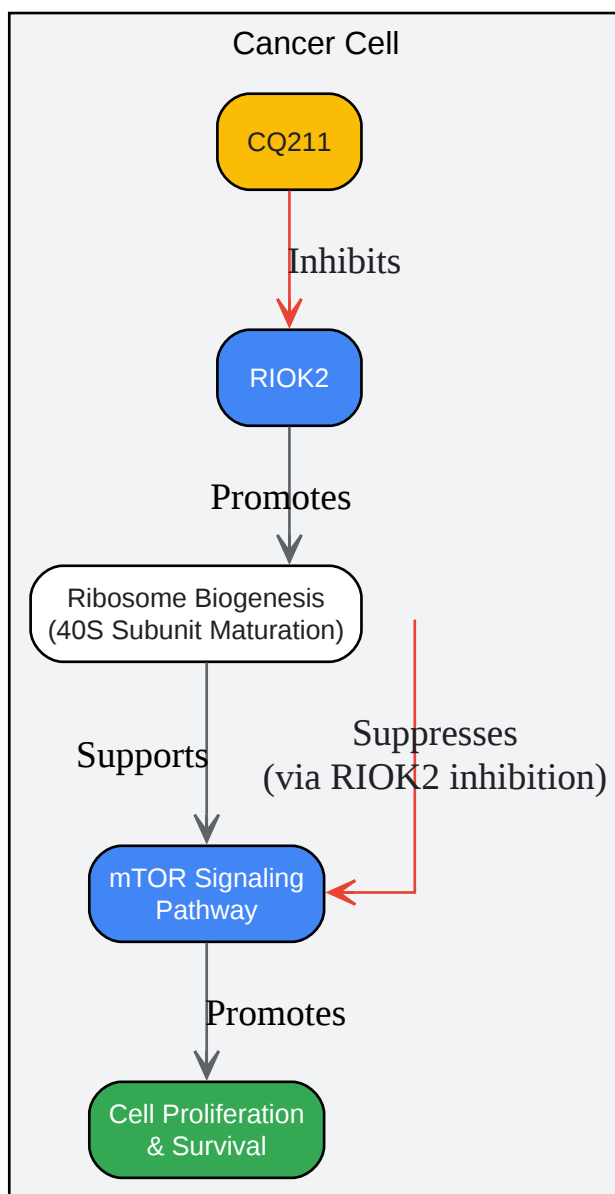 Cancer Cell
CQ211
Inhibits
RIOK2
Promotes
Ribosome Biogenesis
(40S Subunit Maturation)
Supports
Suppresses
(via RIOK2 inhibition)
mTOR Signaling
Pathway
Promotes
Cell Proliferation
& Survival